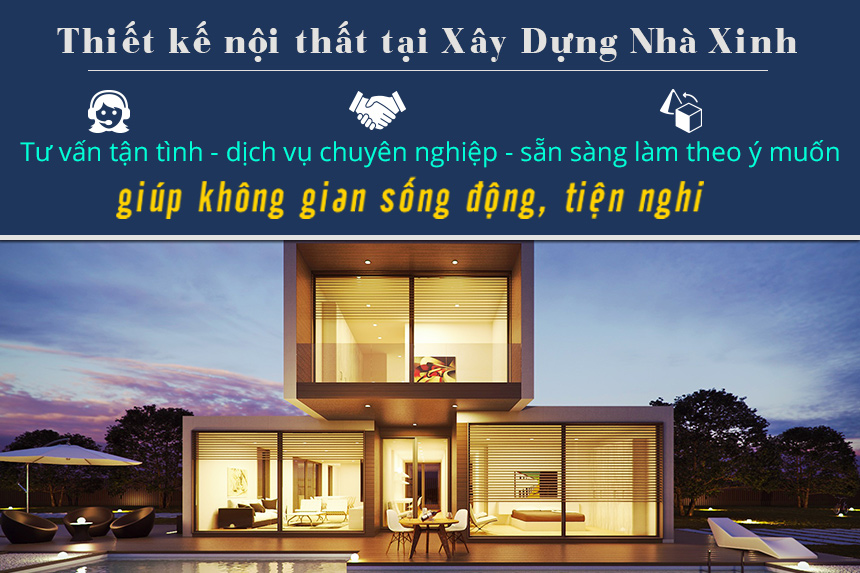 Thiết kế nội thất tại Xây Dựng Nhà Xinh
Tư vấn tận tình - dịch vụ chuyên nghiệp - sẵn sàng làm theo ý muốn
giúp không gian sống động, tiện nghi